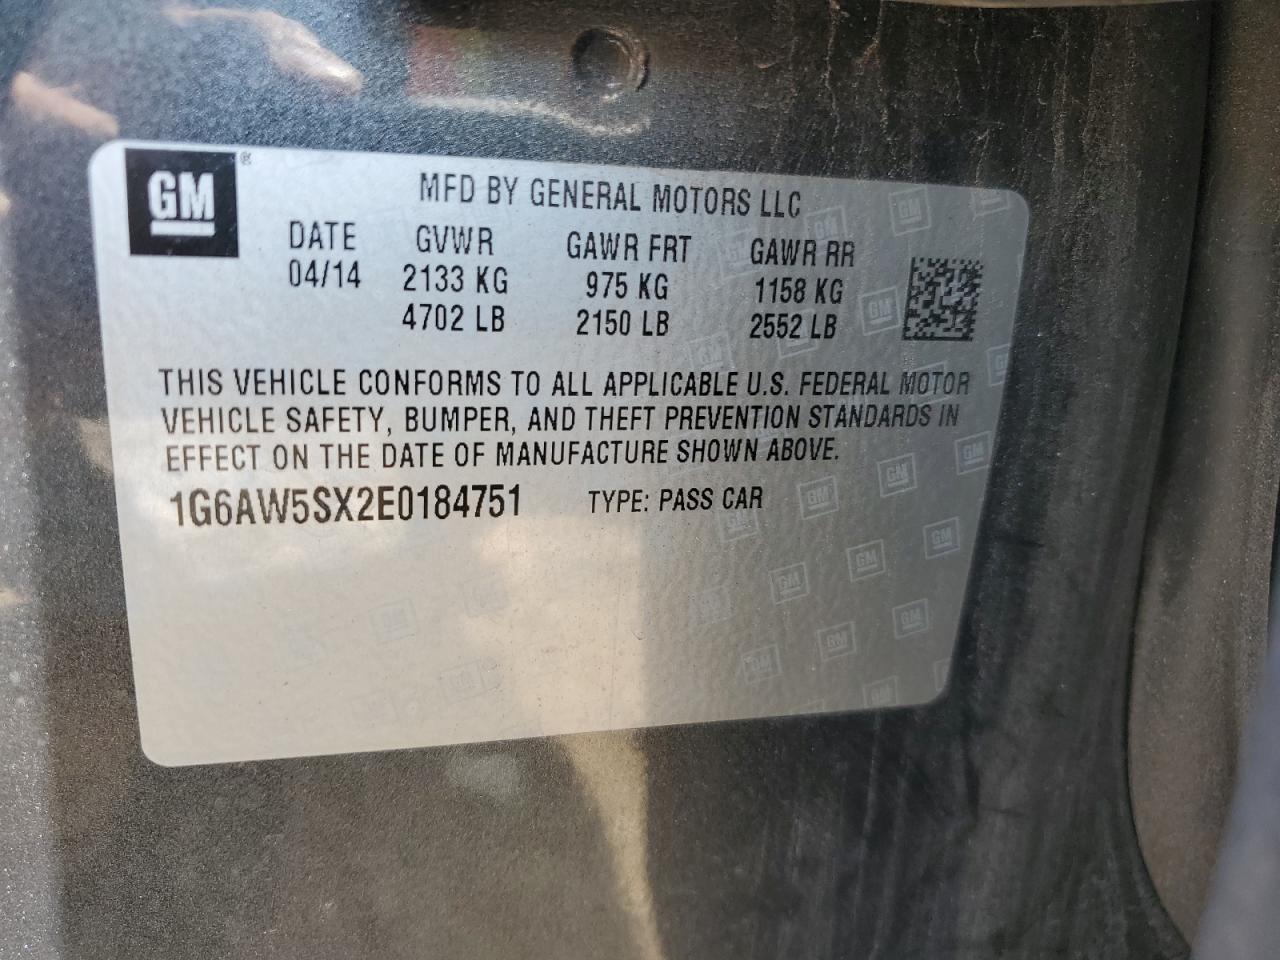 GM ®
MFD BY GENERAL MOTORS LLC
DATE GVWR GAWR FRT GAWR RR
04/14 2133 KG 975 KG 1158 KG
4702 LB 2150 LB 2552 LB
THIS VEHICLE CONFORMS TO ALL APPLICABLE U.S. FEDERAL MOTOR
VEHICLE SAFETY, BUMPER, AND THEFT PREVENTION STANDARDS IN
EFFECT ON THE DATE OF MANUFACTURE SHOWN ABOVE.
1G6AW5SX2E0184751 TYPE: PASS CAR